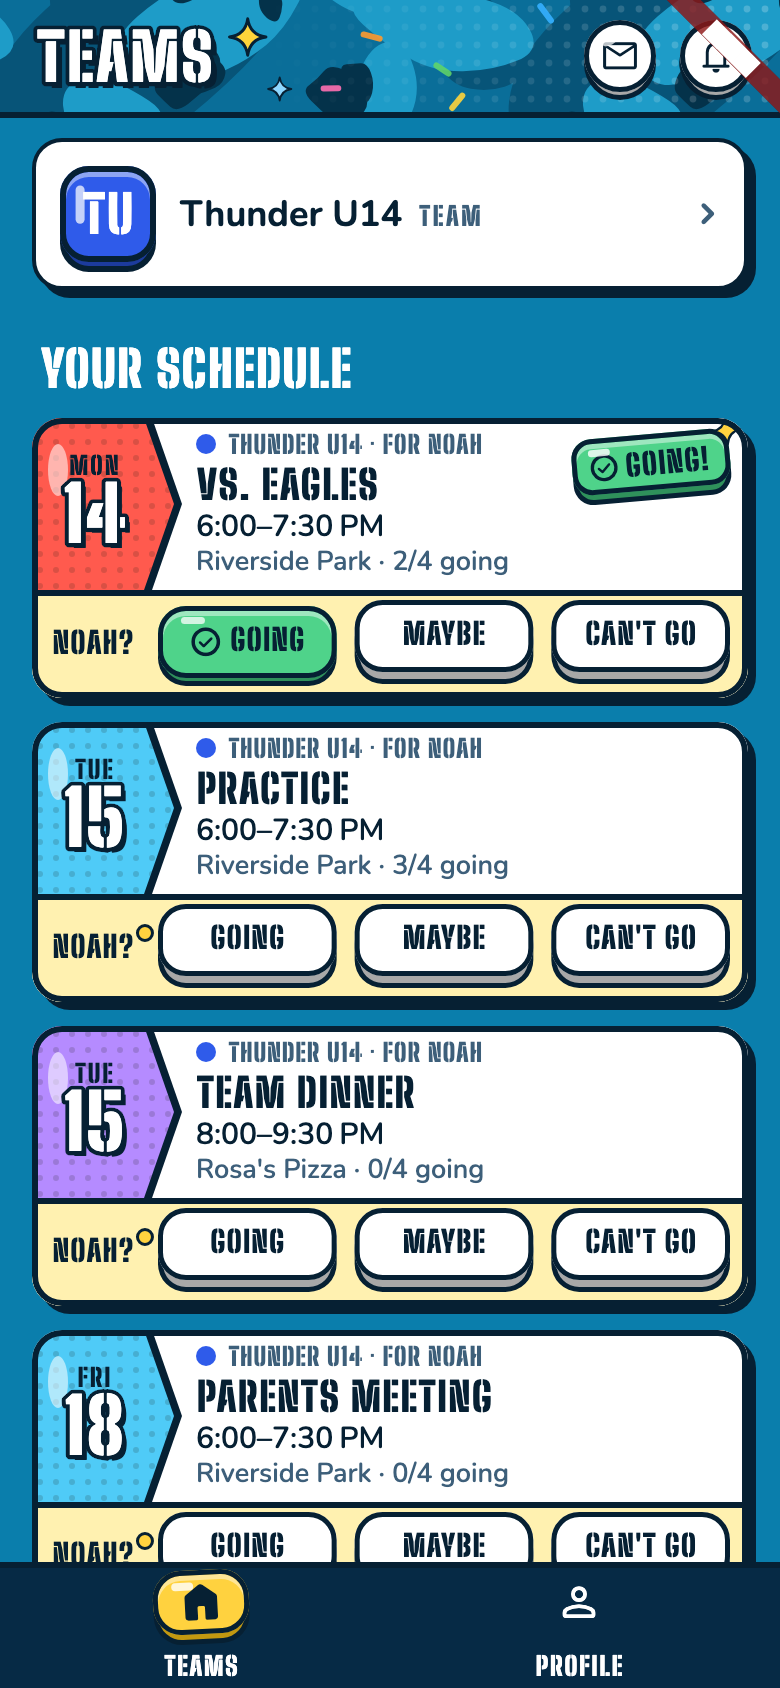 TEAMS
TU
Thunder U14 TEAM
YOUR SCHEDULE
MON
14
THUNDER U14 · FOR NOAH
VS. EAGLES
6:00–7:30 PM
Riverside Park · 2/4 going
GOING!
NOAH?
GOING
MAYBE
CAN'T GO
TUE
15
THUNDER U14 · FOR NOAH
PRACTICE
6:00–7:30 PM
Riverside Park · 3/4 going
NOAH?
GOING
MAYBE
CAN'T GO
TUE
15
THUNDER U14 · FOR NOAH
TEAM DINNER
8:00–9:30 PM
Rosa's Pizza · 0/4 going
NOAH?
GOING
MAYBE
CAN'T GO
FRI
18
THUNDER U14 · FOR NOAH
PARENTS MEETING
6:00–7:30 PM
Riverside Park · 0/4 going
NOAH?
GOING
MAYBE
CAN'T GO
TEAMS
PROFILE